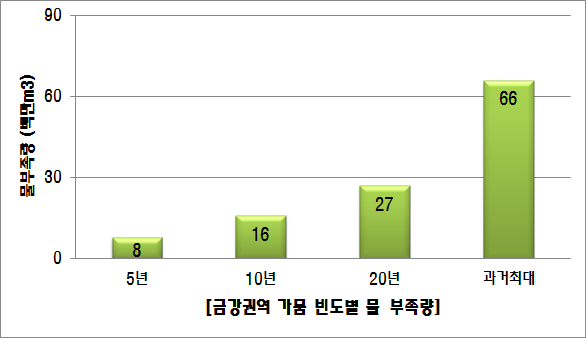 90
60
30
0
물부족량 (백만m3)
8
16
27
66
5년
10년
20년
과거최대
[금강권역 가뭄 빈도별 물 부족량]